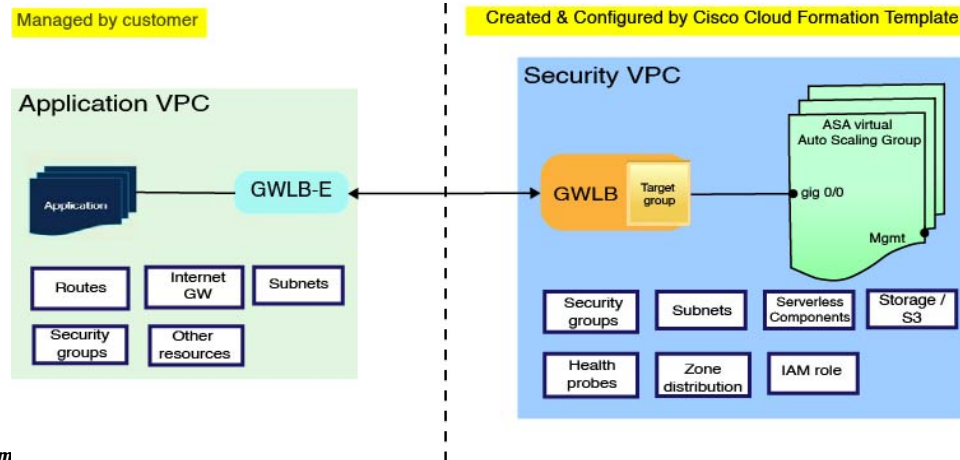 Managed by customer
Created & Configured by Cisco Cloud Formation Template
Application VPC
Application
GWLB-E
Routes
Internet
GW
Subnets
Security
groups
Other
resources
Security VPC
GWLB
Target
group
ASA virtual
Auto Scaling Group
gig 0/0
Mgmt
Security
groups
Subnets
Serverless
Components
Storage /
S3
Health
probes
Zone
distribution
IAM role
m